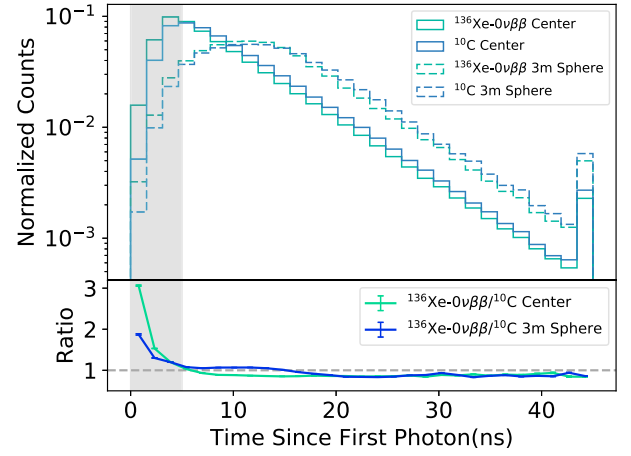 10⁻¹
10⁻²
10⁻³
Normalized Counts
¹³⁶Xe-0νββ Center
¹⁰C Center
¹³⁶Xe-0νββ 3m Sphere
¹⁰C 3m Sphere
3
2
1
Ratio
¹³⁶Xe-0νββ/¹⁰C Center
¹³⁶Xe-0νββ/¹⁰C 3m Sphere
0 10 20 30 40
Time Since First Photon(ns)